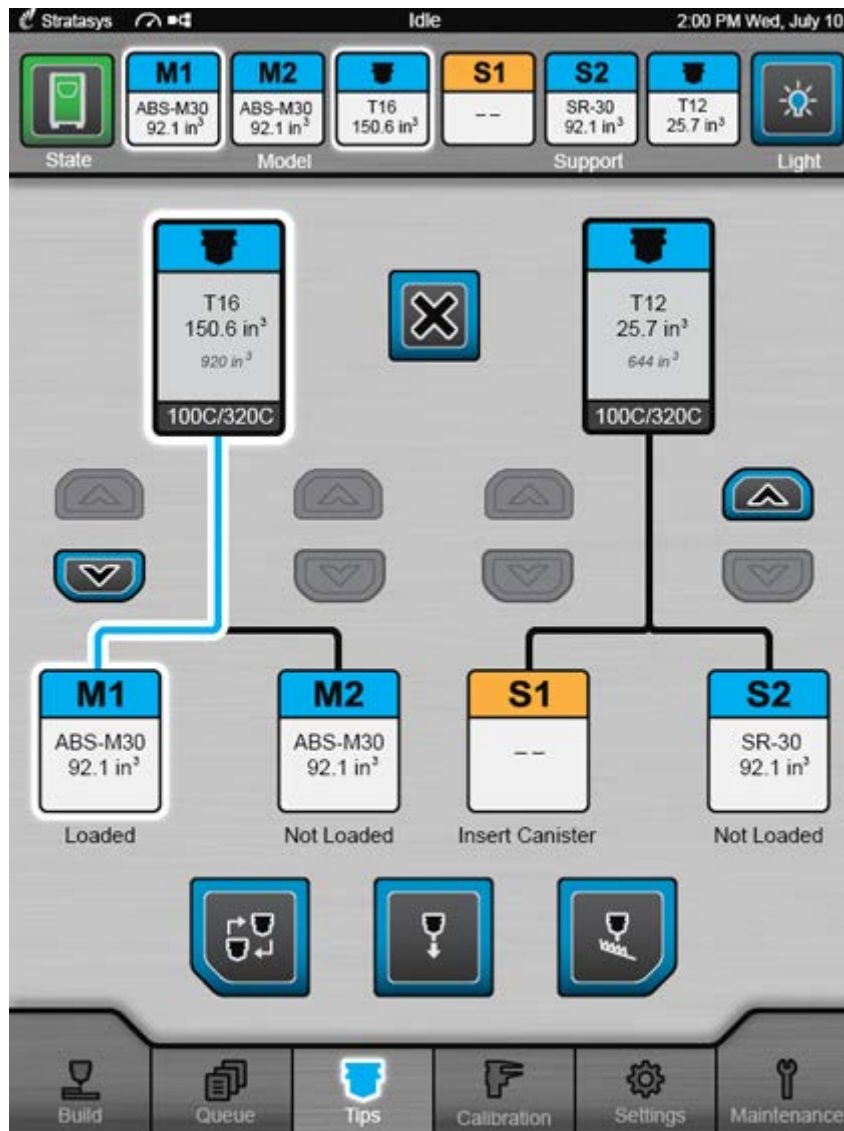 Stratasys
Idle
2:00 PM Wed, July 10
M1
ABS-M30
92.1 in³
M2
ABS-M30
92.1 in³
T16
150.6 in³
S1
--
S2
SR-30
92.1 in³
T12
25.7 in³
State
Model
Support
Light
T16
150.6 in³
920 in³
100C/320C
T12
25.7 in³
644 in³
100C/320C
M1
ABS-M30
92.1 in³
Loaded
M2
ABS-M30
92.1 in³
Not Loaded
S1
--
Insert Canister
S2
SR-30
92.1 in³
Not Loaded
Build
Queue
Tips
Calibration
Settings
Maintenance